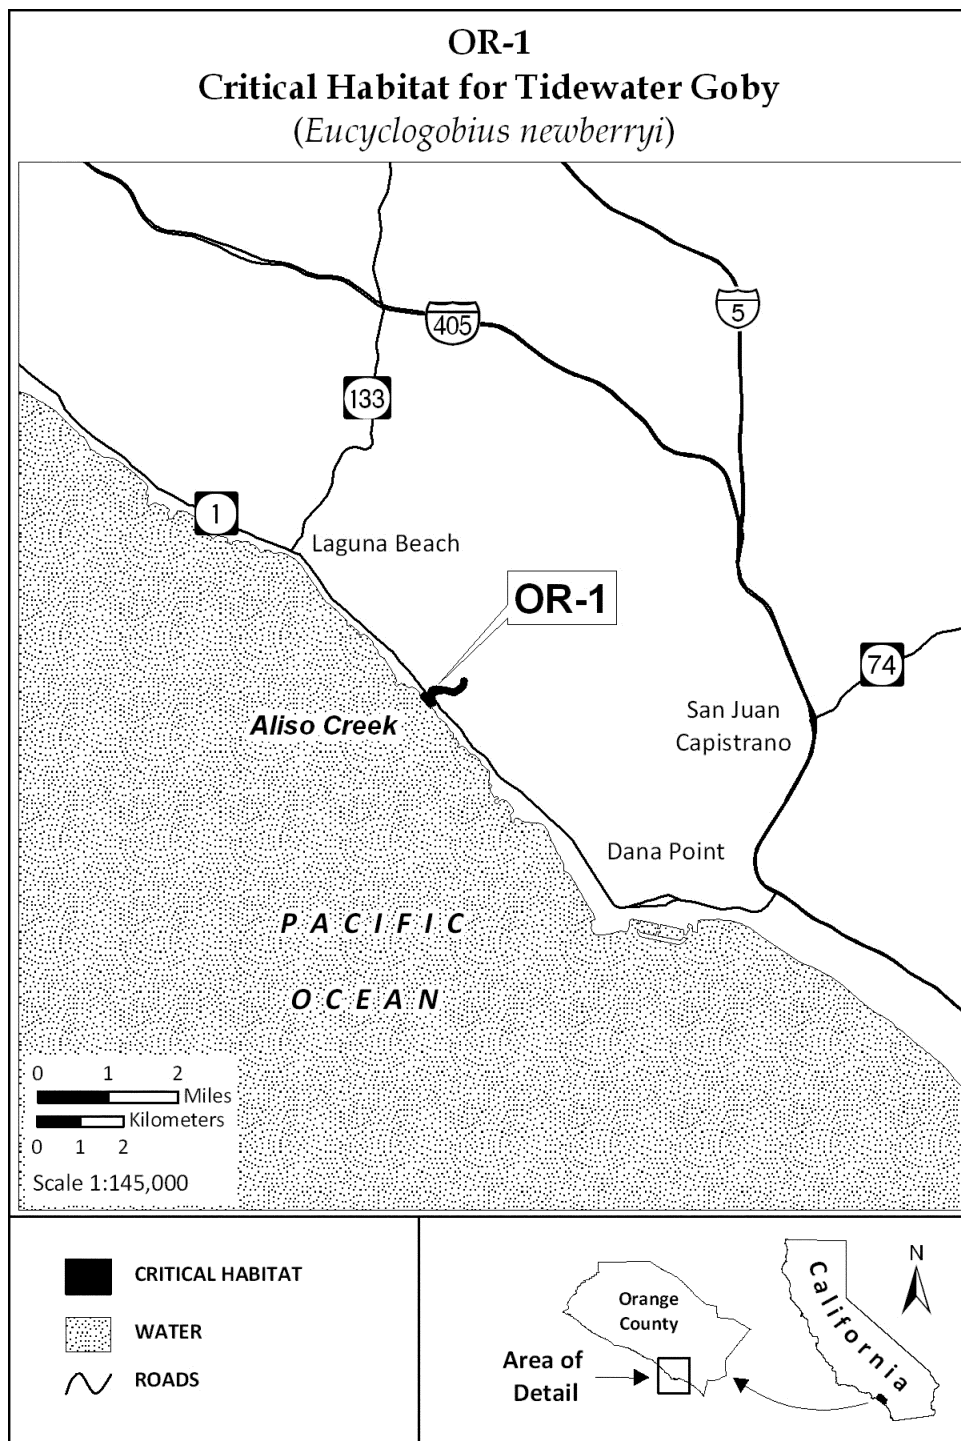 OR-1
Critical Habitat for Tidewater Goby
(Eucyclogobius newberryi)
405
5
133
1
Laguna Beach
OR-1
74
Aliso Creek
San Juan
Capistrano
Dana Point
PACIFIC
OCEAN
0 1 2
Miles
Kilometers
0 1 2
Scale 1:145,000
CRITICAL HABITAT
WATER
ROADS
Orange
County
Area of
Detail
California
N